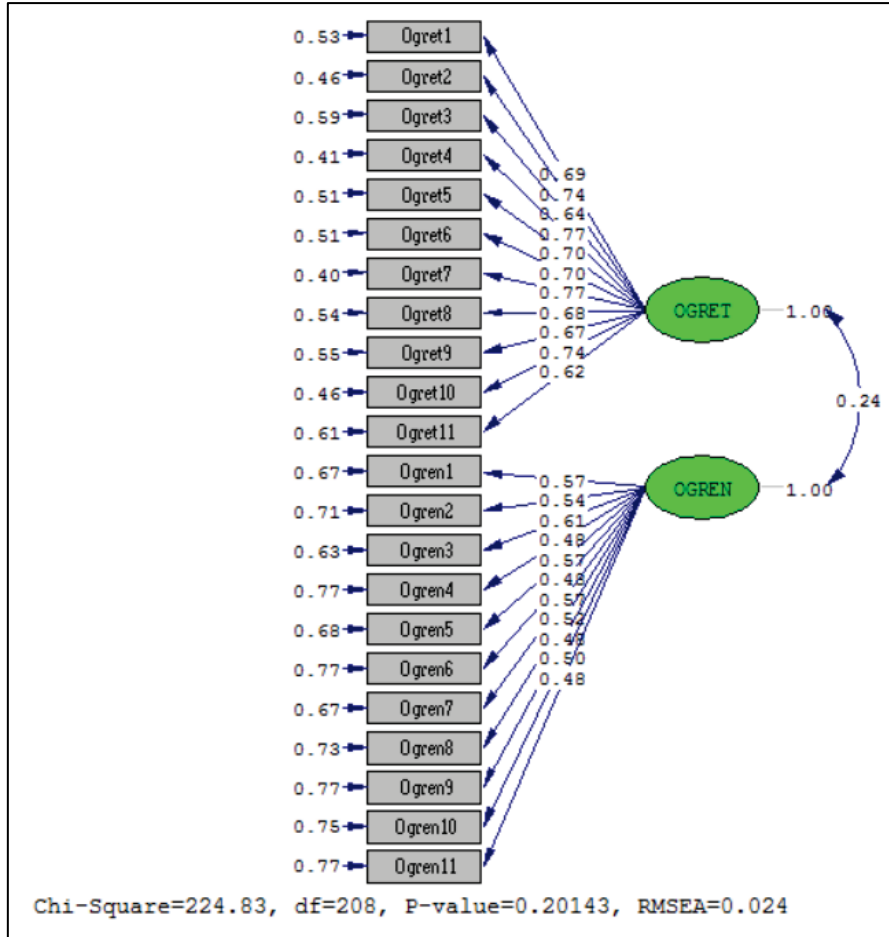 0.53 Ogret1
0.46 Ogret2
0.59 Ogret3
0.41 Ogret4
0.51 Ogret5
0.51 Ogret6
0.40 Ogret7
0.54 Ogret8
0.55 Ogret9
0.46 Ogret10
0.61 Ogret11
0.67 Ogren1
0.71 Ogren2
0.63 Ogren3
0.77 Ogren4
0.68 Ogren5
0.77 Ogren6
0.67 Ogren7
0.73 Ogren8
0.77 Ogren9
0.75 Ogren10
0.77 Ogren11
0.69
0.74
0.64
0.77
0.70
0.70
0.77
0.68
0.67
0.74
0.62
0.57
0.54
0.61
0.48
0.57
0.48
0.57
0.52
0.48
0.50
0.48
OGRET 1.00
0.24
OGREN 1.00
Chi-Square=224.83, df=208, P-value=0.20143, RMSEA=0.024